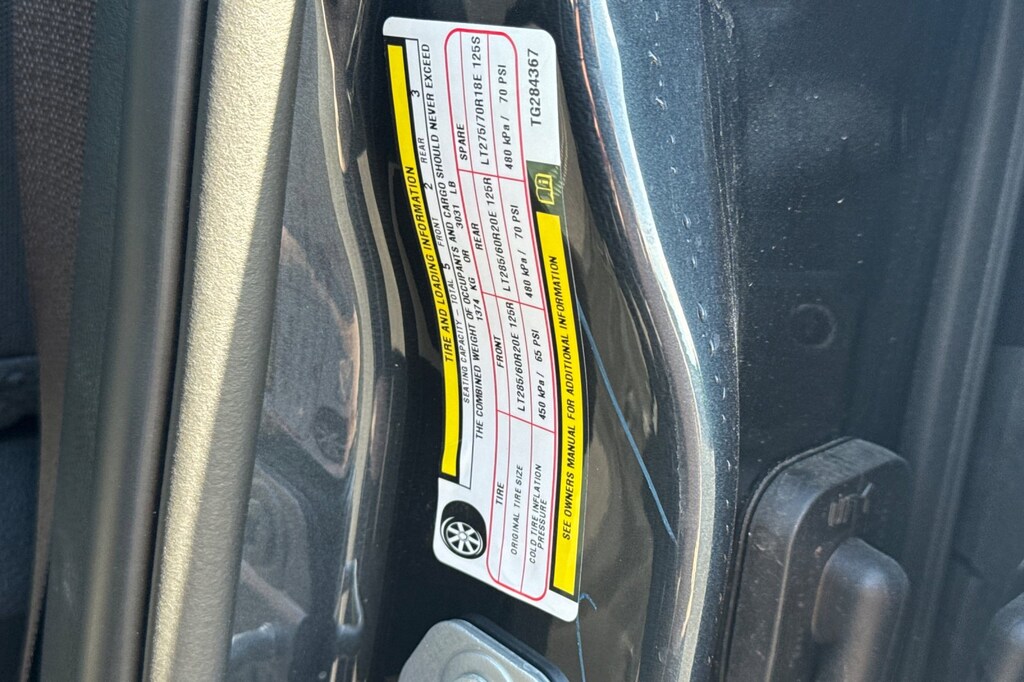 TIRE AND LOADING INFORMATION
SEATING CAPACITY – TOTAL 5 FRONT 2 REAR 3
THE COMBINED WEIGHT OF OCCUPANTS AND CARGO SHOULD NEVER EXCEED
1374 KG OR 3031 LB
TIRE FRONT REAR SPARE
ORIGINAL TIRE SIZE LT285/60R20E 125R LT285/60R20E 125R LT275/70R18E 125S
COLD TIRE INFLATION PRESSURE 450 kPa / 65 PSI 480 kPa / 70 PSI 480 kPa / 70 PSI
SEE OWNERS MANUAL FOR ADDITIONAL INFORMATION
TG284367